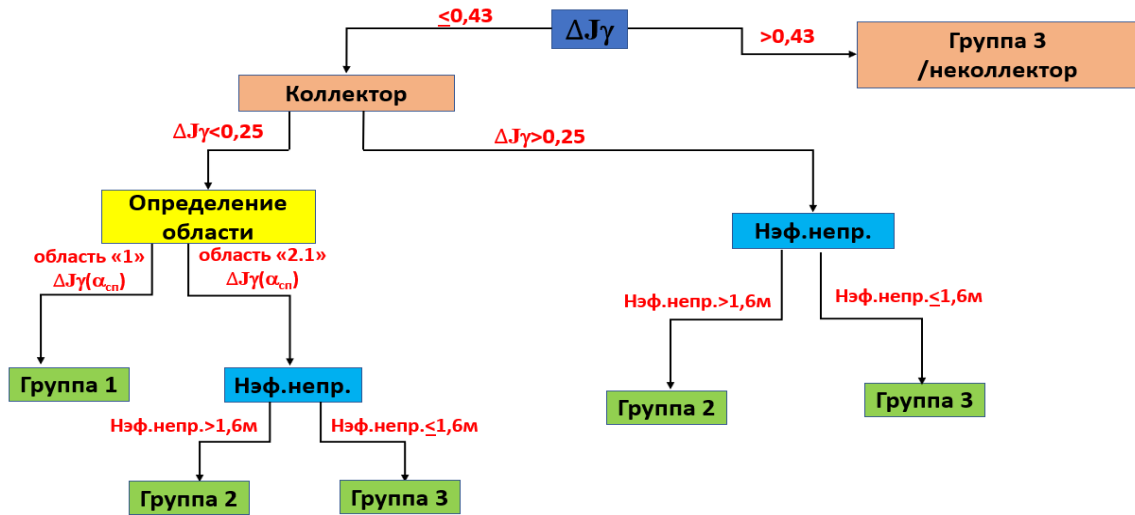 ≤0,43
ΔJγ
>0,43
Группа 3
/неколлектор
Коллектор
ΔJγ<0,25
ΔJγ>0,25
Определение
области
Нэф.непр.
область «1»
ΔJγ(αсп)
область «2.1»
ΔJγ(αсп)
Нэф.непр.>1,6м
Нэф.непр.≤1,6м
Группа 1
Нэф.непр.
Группа 2
Группа 3
Нэф.непр.>1,6м
Нэф.непр.≤1,6м
Группа 2
Группа 3